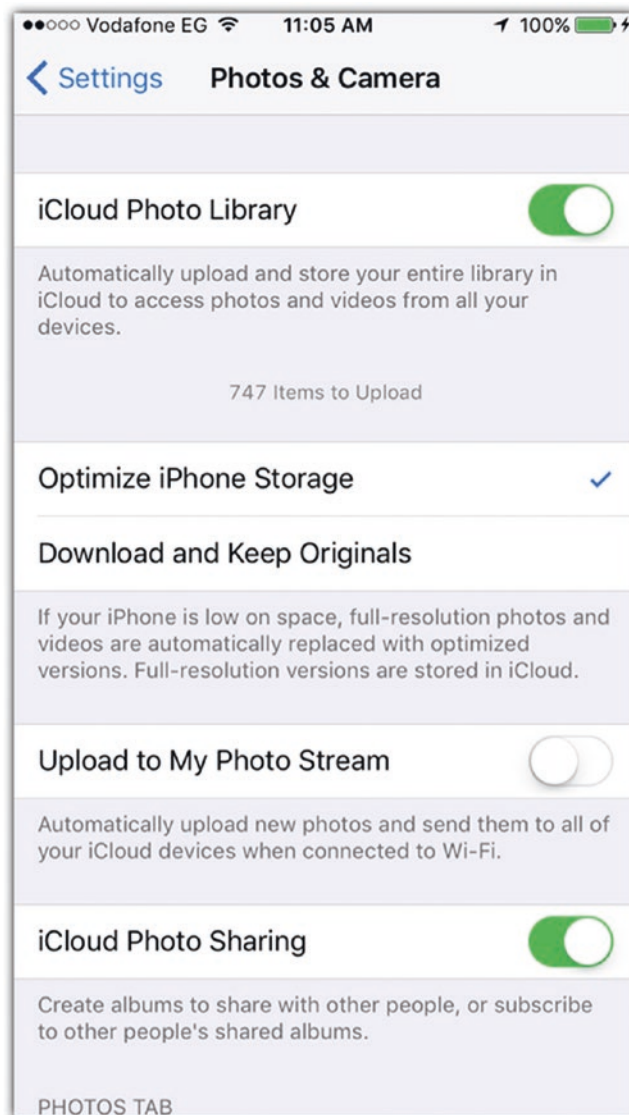 Vodafone EG 11:05 AM 100%
Settings Photos & Camera
iCloud Photo Library
Automatically upload and store your entire library in
iCloud to access photos and videos from all your
devices.
747 Items to Upload
Optimize iPhone Storage
Download and Keep Originals
If your iPhone is low on space, full-resolution photos and
videos are automatically replaced with optimized
versions. Full-resolution versions are stored in iCloud.
Upload to My Photo Stream
Automatically upload new photos and send them to all of
your iCloud devices when connected to Wi-Fi.
iCloud Photo Sharing
Create albums to share with other people, or subscribe
to other people's shared albums.
PHOTOS TAB